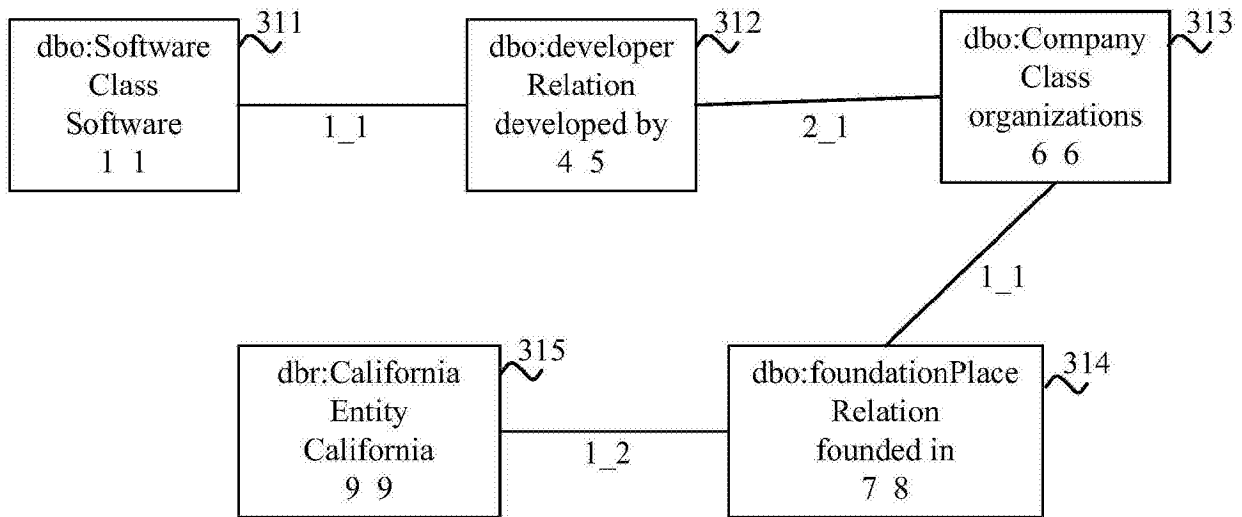 dbo:Software
Class
Software
1 1
311
1_1
dbo:developer
Relation
developed by
4 5
312
2_1
dbo:Company
Class
organizations
6 6
313
1_1
dbr:California
Entity
California
9 9
315
1_2
dbo:foundationPlace
Relation
founded in
7 8
314